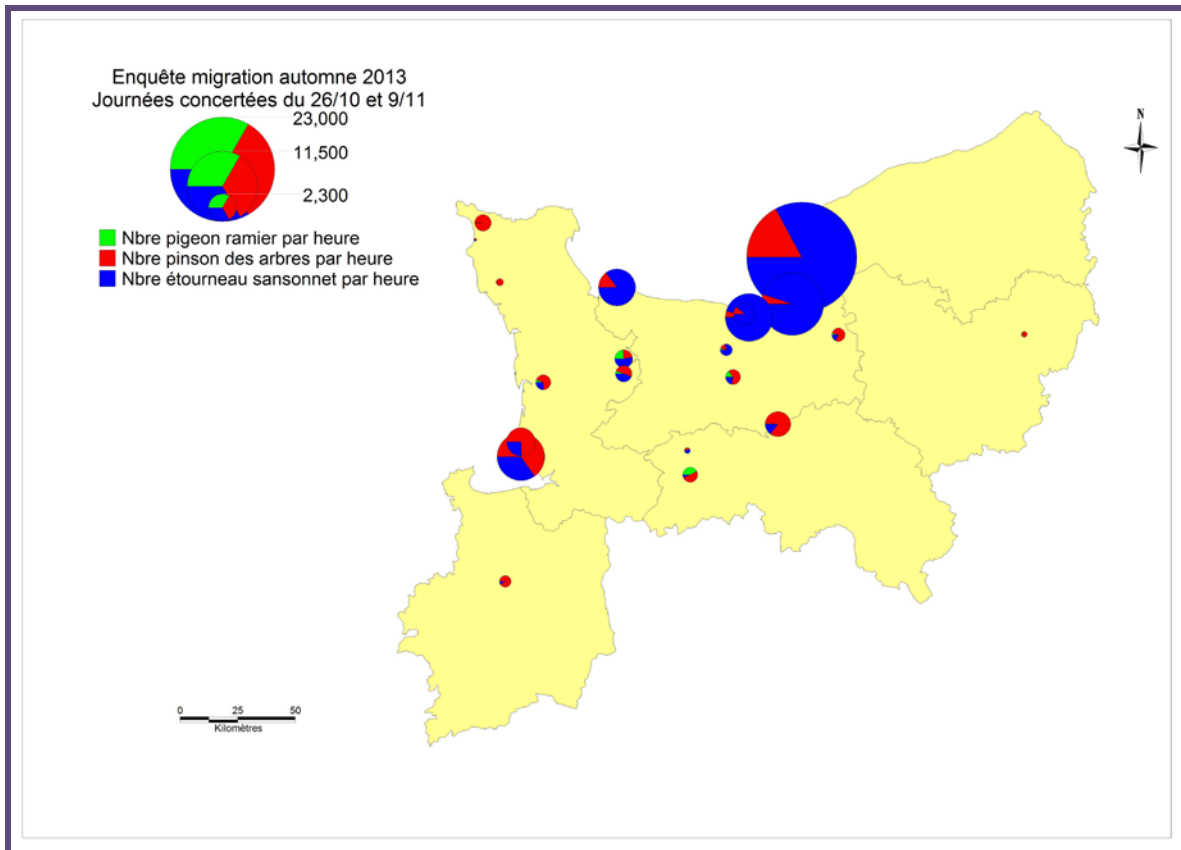 Enquête migration automne 2013
Journées concertées du 26/10 et 9/11
23,000
11,500
2,300
Nbre pigeon ramier par heure
Nbre pinson des arbres par heure
Nbre étourneau sansonnet par heure
N
0 25 50
Kilomètres